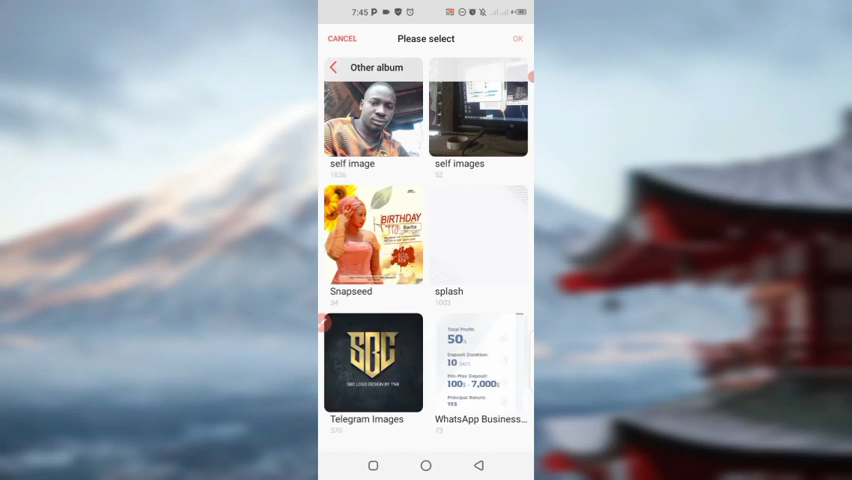 7:45
CANCEL
Please select
OK
Other album
self image
1836
self images
52
BIRTHDAY
Snapseed
34
splash
1003
SBC
SBC LOGO DESIGN BY TNB
Telegram Images
370
Total Profit:
50%
Deposit Duration:
10
Min-Max Deposit:
100$ - 7,000$
Principal Return:
YES
WhatsApp Business...
73